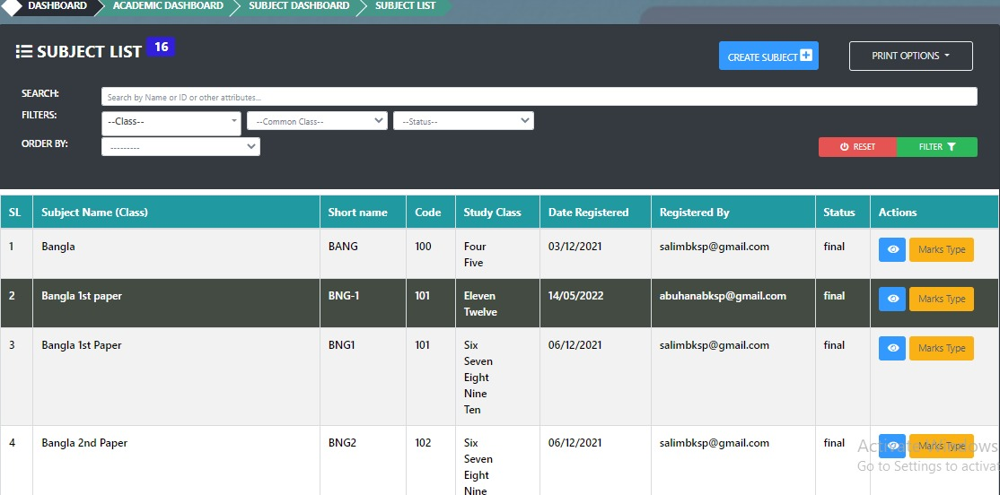 DASHBOARD ACADEMIC DASHBOARD SUBJECT DASHBOARD SUBJECT LIST
SUBJECT LIST 16
CREATE SUBJECT
PRINT OPTIONS
SEARCH: Search by Name or ID or other attributes...
FILTERS: --Class-- --Common Class-- --Status--
ORDER BY: ---------
RESET FILTER
SL Subject Name (Class) Short name Code Study Class Date Registered Registered By Status Actions
1 Bangla BANG 100 Four 03/12/2021 salimbksp@gmail.com final Marks Type
Five
2 Bangla 1st paper BNG-1 101 Eleven 14/05/2022 abuhanabksp@gmail.com final Marks Type
Twelve
3 Bangla 1st Paper BNG1 101 Six 06/12/2021 salimbksp@gmail.com final Marks Type
Seven
Eight
Nine
Ten
4 Bangla 2nd Paper BNG2 102 Six 06/12/2021 salimbksp@gmail.com final Marks Type
Seven
Eight
Nine
Activate Windows
Go to Settings to activat